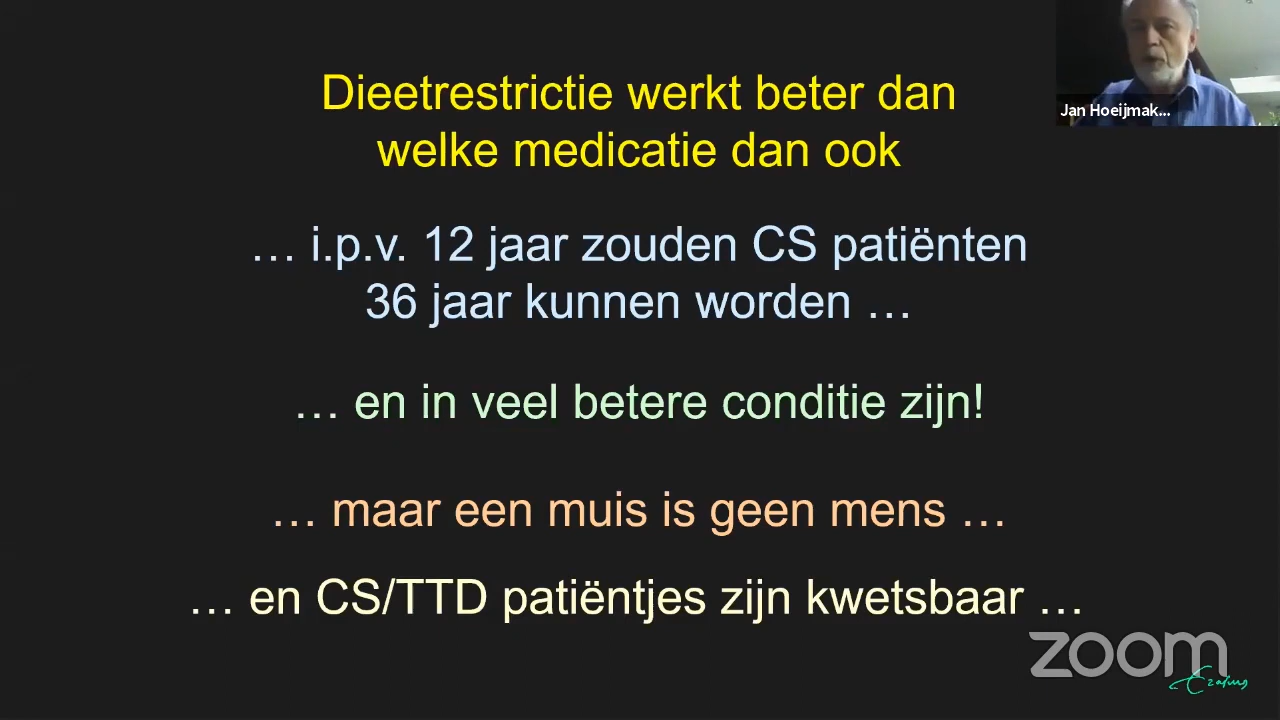 Dieetrestrictie werkt beter dan
welke medicatie dan ook
… i.p.v. 12 jaar zouden CS patiënten
36 jaar kunnen worden …
… en in veel betere conditie zijn!
… maar een muis is geen mens …
… en CS/TTD patiëntjes zijn kwetsbaar …
Jan Hoeijmak...
zoom
Erasmus